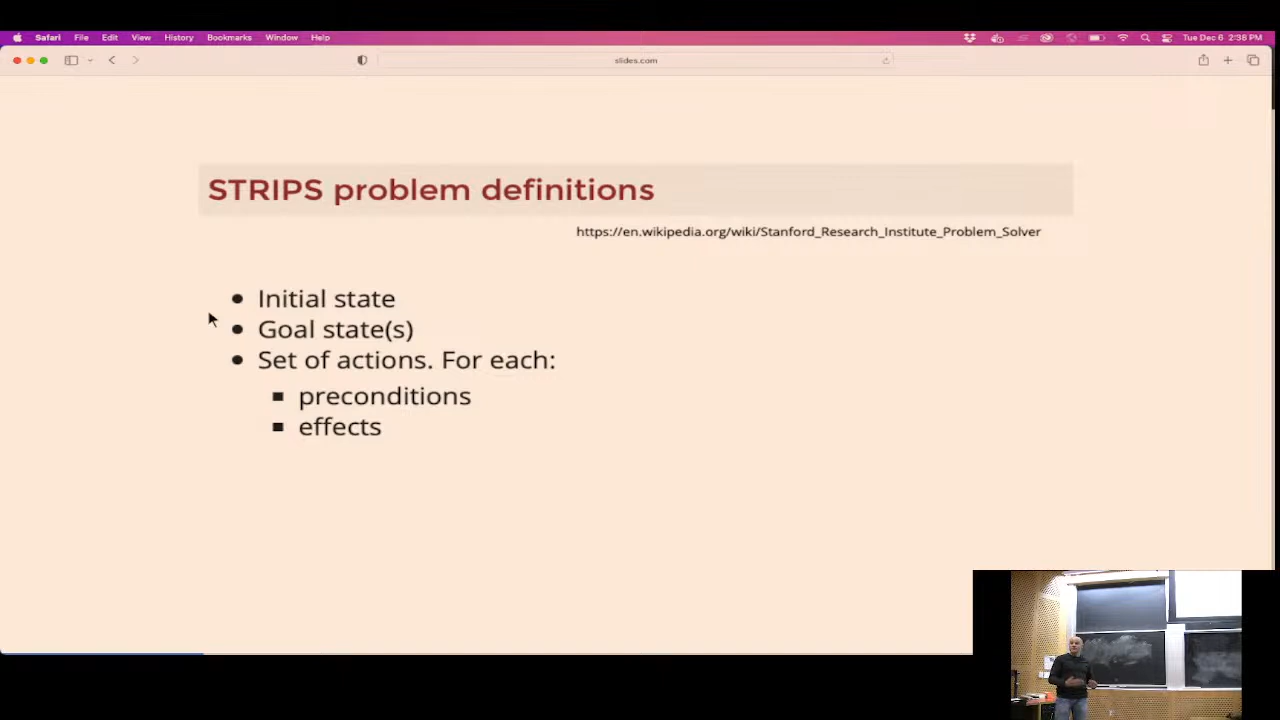 Safari File Edit View History Bookmarks Window Help Tue Dec 6 2:38 PM
slides.com
STRIPS problem definitions
https://en.wikipedia.org/wiki/Stanford_Research_Institute_Problem_Solver
• Initial state
• Goal state(s)
• Set of actions. For each:
▪ preconditions
▪ effects